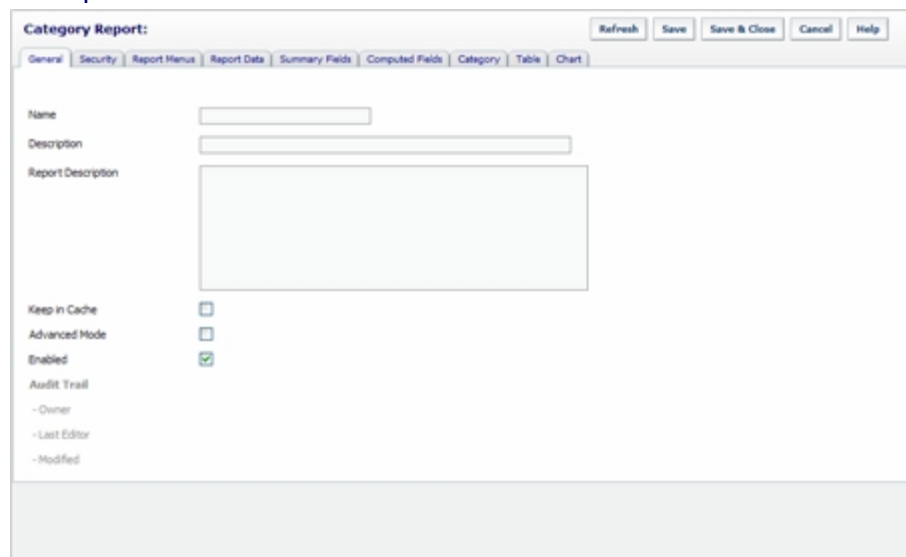 Category Report:
Refresh Save Save & Close Cancel Help
General Security Report Menus Report Data Summary Fields Computed Fields Category Table Chart
Name
Description
Report Description
Keep in Cache
Advanced Mode
Enabled
Audit Trail
- Owner
- Last Editor
- Modified